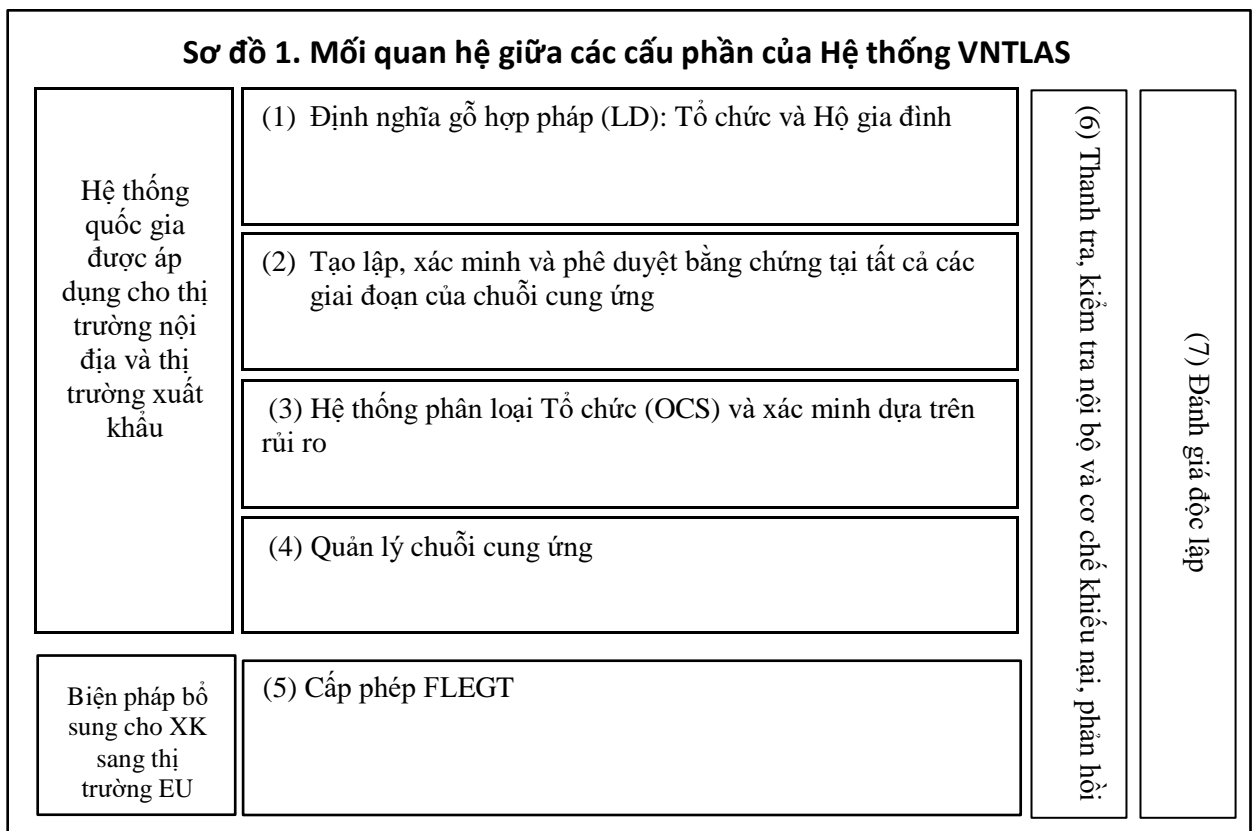 Sơ đồ 1. Mối quan hệ giữa các cấu phần của Hệ thống VNTLAS
Hệ thống
quốc gia
được áp
dụng cho thị
trường nội
địa và thị
trường xuất
khẩu
(1) Định nghĩa gỗ hợp pháp (LD): Tổ chức và Hộ gia đình
(2) Tạo lập, xác minh và phê duyệt bằng chứng tại tất cả các
giai đoạn của chuỗi cung ứng
(3) Hệ thống phân loại Tổ chức (OCS) và xác minh dựa trên
rủi ro
(4) Quản lý chuỗi cung ứng
Biện pháp bổ
sung cho XK
sang thị
trường EU
(5) Cấp phép FLEGT
(6) Thanh tra, kiểm tra nội bộ và cơ chế khiếu nại, phản hồi
(7) Đánh giá độc lập